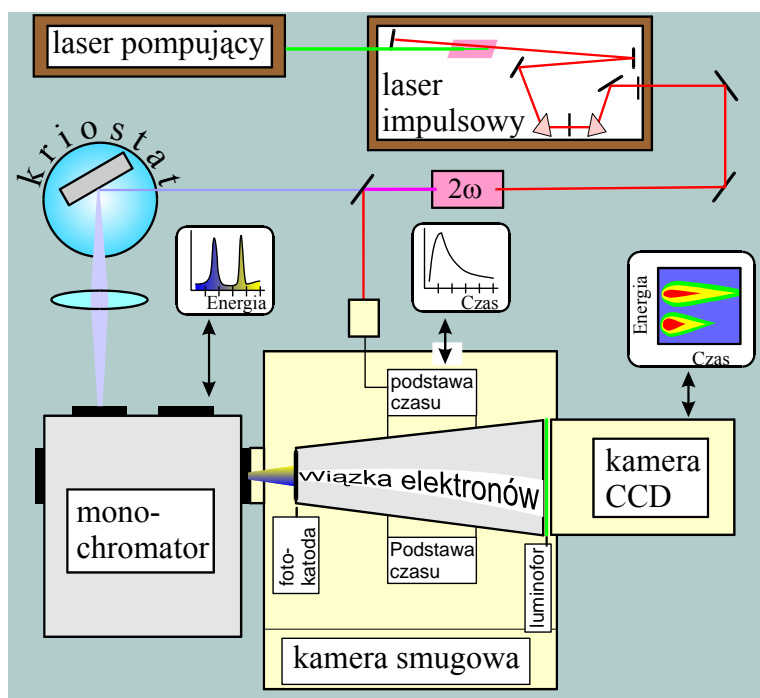 laser pompujący
laser
impulsowy
kriostat
2ω
Energia
Czas
Energia
Czas
podstawa
czasu
Wiązka elektronów
kamera
CCD
mono-
chromator
foto-
katoda
Podstawa
czasu
luminofor
kamera smugowa